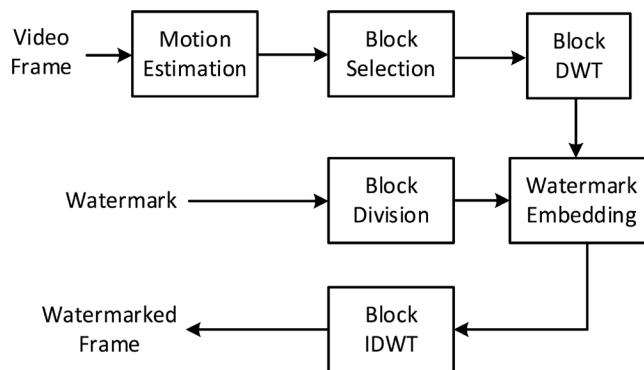 Video
Frame
Motion
Estimation
Block
Selection
Block
DWT
Watermark
Block
Division
Watermark
Embedding
Watermarked
Frame
Block
IDWT